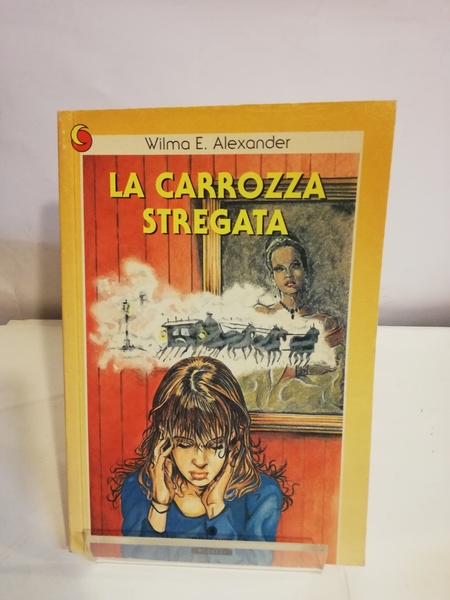 Wilma E. Alexander
LA CARROZZA
STREGATA